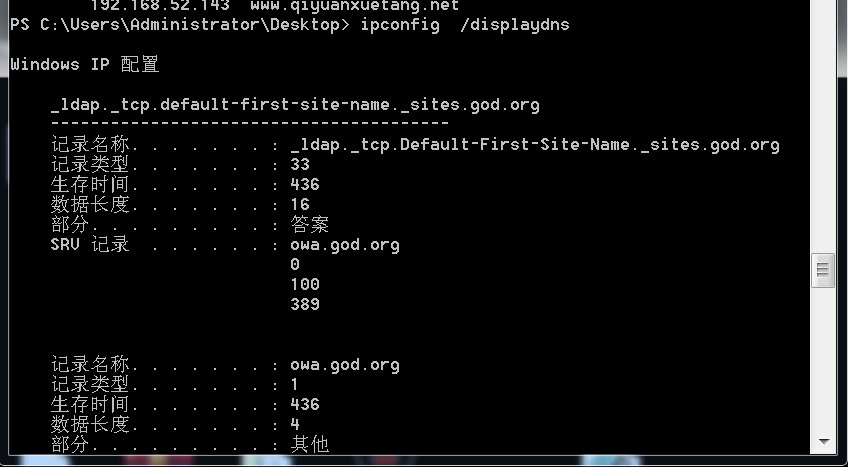 192.168.52.143  www.qiyuanxuetang.net
PS C:\Users\Administrator\Desktop> ipconfig  /displaydns
Windows IP 配置
_ldap._tcp.default-first-site-name._sites.god.org
----------------------------------------
记录名称. . . . . . . : _ldap._tcp.Default-First-Site-Name._sites.god.org
记录类型. . . . . . . : 33
生存时间. . . . . . . : 436
数据长度. . . . . . . : 16
部分. . . . . . . . . : 答案
SRV 记录  . . . . . . : owa.god.org
0
100
389
记录名称. . . . . . . : owa.god.org
记录类型. . . . . . . : 1
生存时间. . . . . . . : 436
数据长度. . . . . . . : 4
部分. . . . . . . . . : 其他